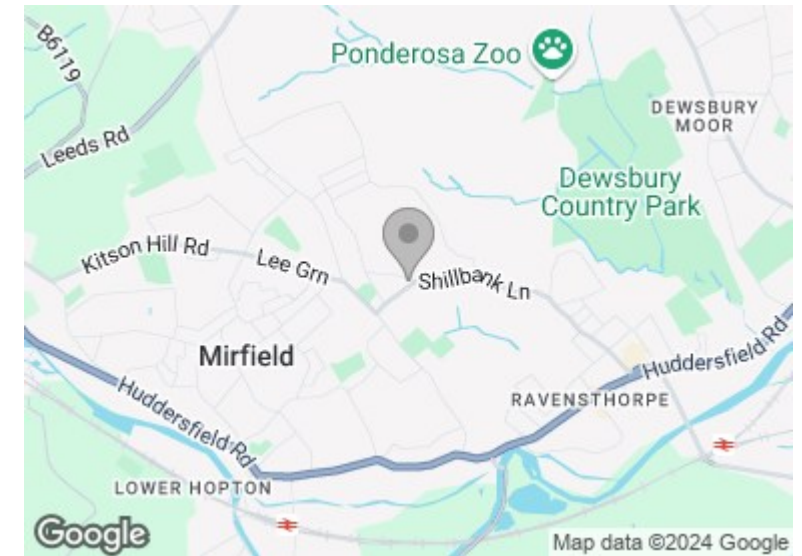 B6119
Ponderosa Zoo
DEWSBURY
MOOR
Leeds Rd
Dewsbury
Country Park
Kitson Hill Rd
Lee Grn
Shillbank Ln
Mirfield
Huddersfield Rd
Huddersfield Rd
RAVENSTHORPE
LOWER HOPTON
Google
Map data ©2024 Google